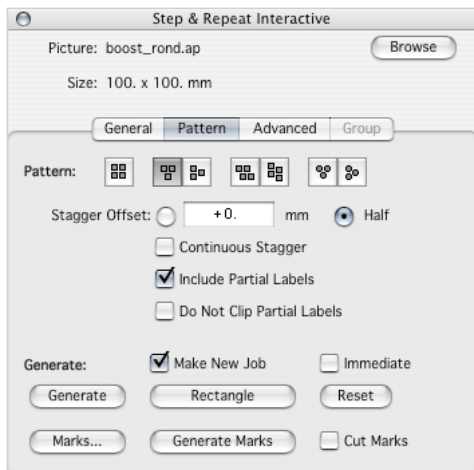 Step & Repeat Interactive
Picture: boost_rond.ap Browse
Size: 100. x 100. mm
General Pattern Advanced Group
Pattern:
Stagger Offset: +0. mm Half
Continuous Stagger
Include Partial Labels
Do Not Clip Partial Labels
Generate: Make New Job Immediate
Generate Rectangle Reset
Marks... Generate Marks Cut Marks